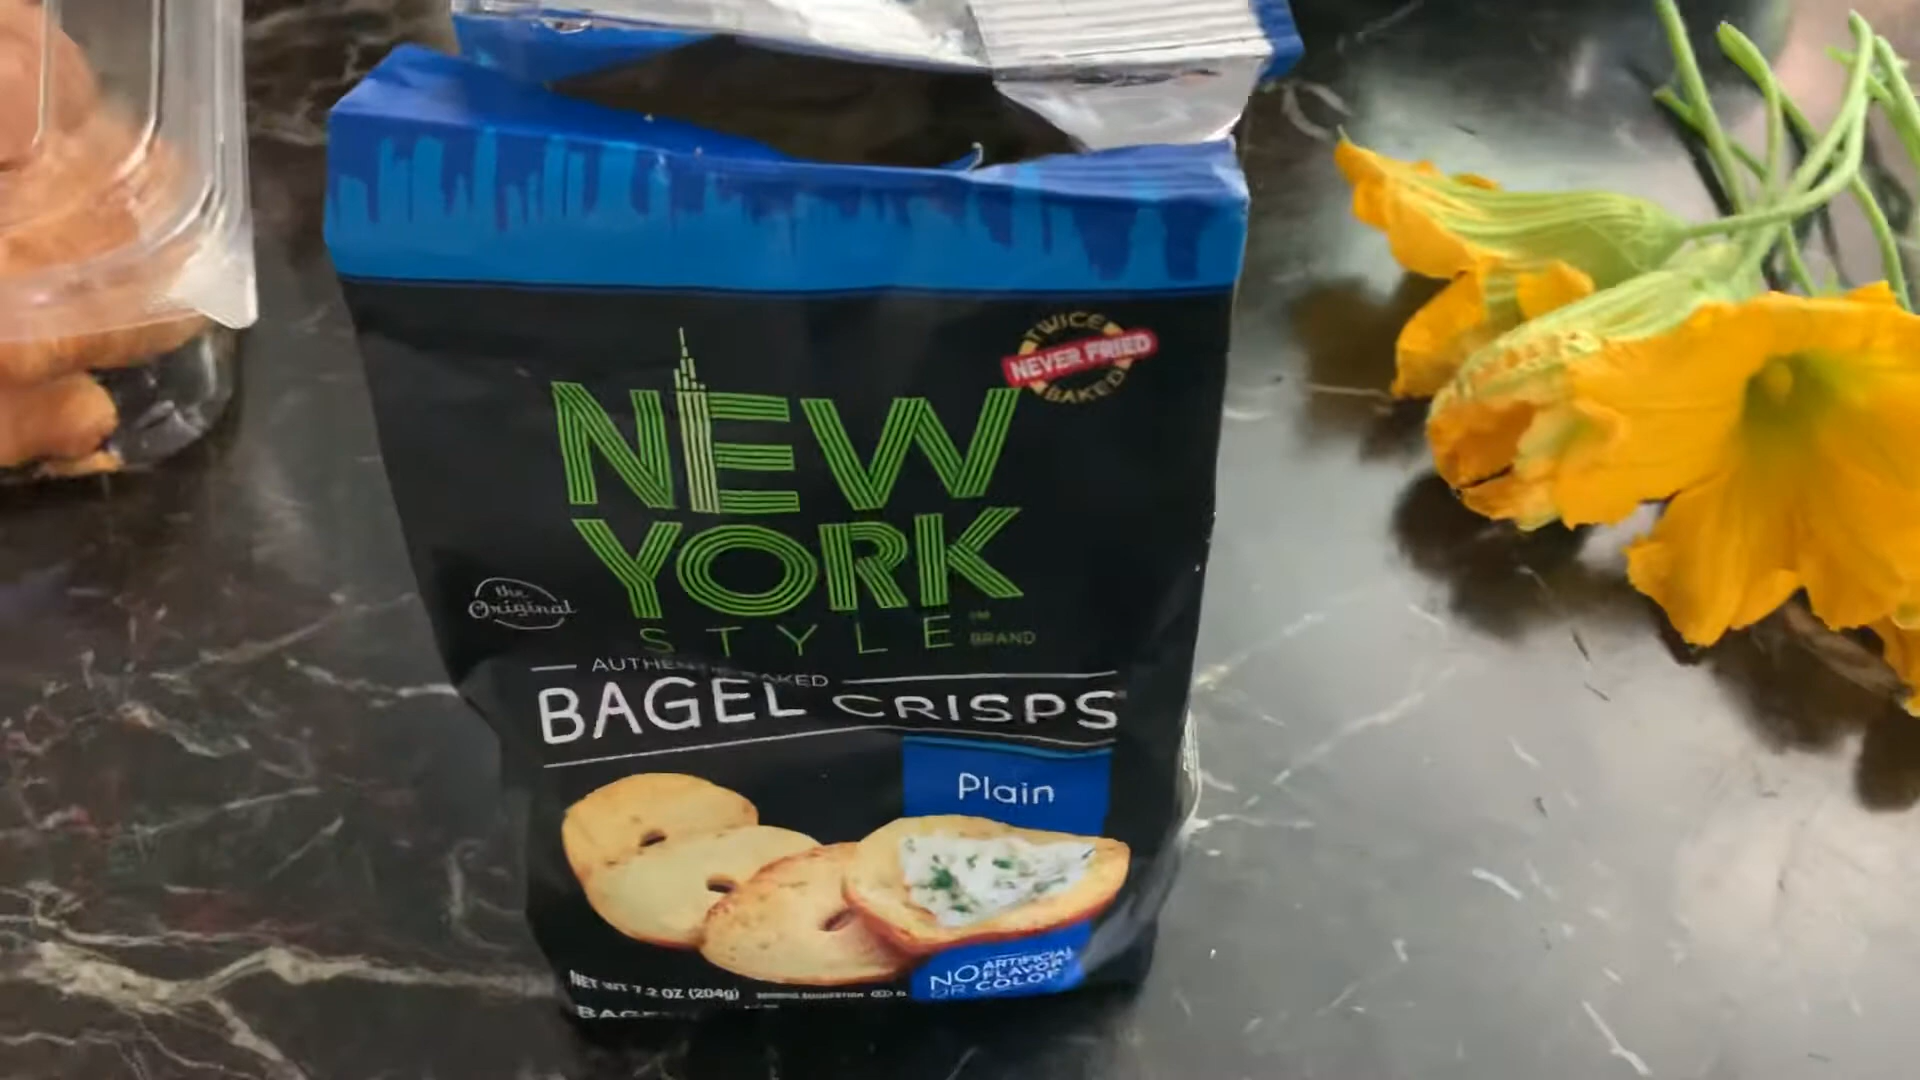 TWICE
NEVER FRIED
BAKED
NEW
YORK
the
Original
STYLE
BRAND
BAGEL CRISPS
Plain
NO ARTIFICIAL
FLAVOR
OR COLOR
NET WT 7.2 OZ (204g)